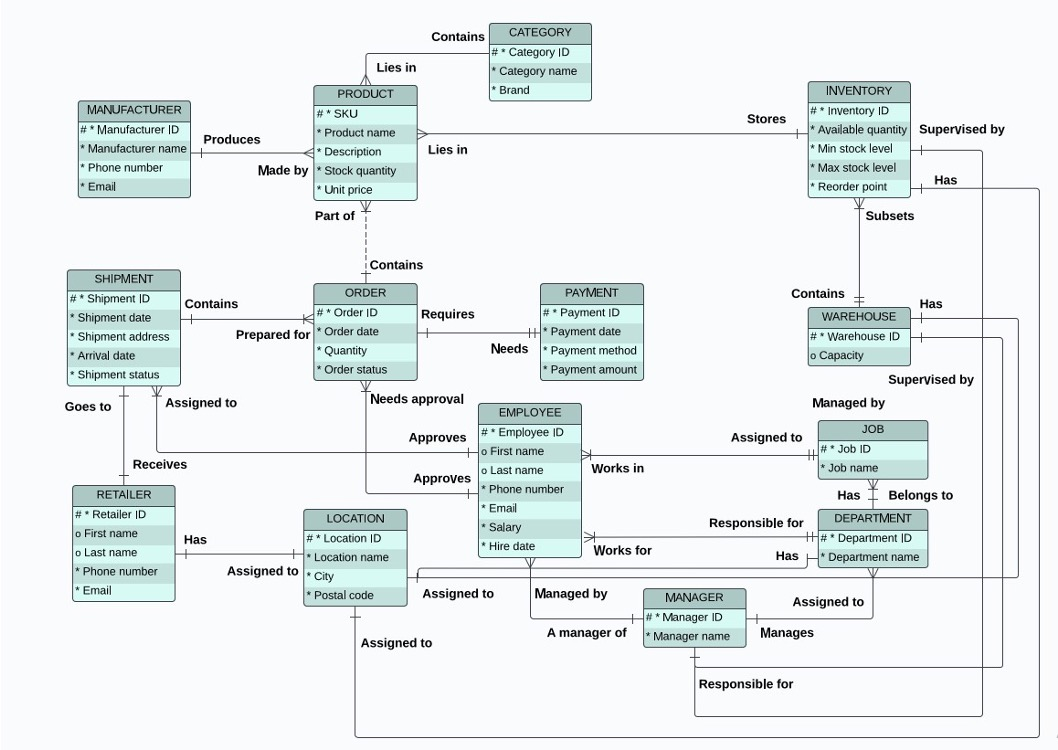 CATEGORY
# * Category ID
* Category name
* Brand
Contains
Lies in
PRODUCT
# * SKU
* Product name
* Description
* Stock quantity
* Unit price
MANUFACTURER
# * Manufacturer ID
* Manufacturer name
* Phone number
* Email
Produces
Made by
Lies in
Stores
INVENTORY
# * Inventory ID
* Available quantity
* Min stock level
* Max stock level
* Reorder point
Supervised by
Has
Subsets
Part of
Contains
SHIPMENT
# * Shipment ID
* Shipment date
* Shipment address
* Arrival date
* Shipment status
Contains
Prepared for
ORDER
# * Order ID
* Order date
* Quantity
* Order status
Requires
Needs
PAYMENT
# * Payment ID
* Payment date
* Payment method
* Payment amount
Contains
WAREHOUSE
# * Warehouse ID
o Capacity
Has
Supervised by
Managed by
Goes to
Assigned to
Needs approval
Receives
Approves
Approves
EMPLOYEE
# * Employee ID
o First name
o Last name
* Phone number
* Email
* Salary
* Hire date
Assigned to
Works in
JOB
# * Job ID
* Job name
Has
Belongs to
RETAILER
# * Retailer ID
o First name
o Last name
* Phone number
* Email
Has
Assigned to
LOCATION
# * Location ID
* Location name
* City
* Postal code
Responsible for
Works for
DEPARTMENT
# * Department ID
* Department name
Has
Assigned to
Managed by
A manager of
MANAGER
# * Manager ID
* Manager name
Assigned to
Manages
Assigned to
Responsible for